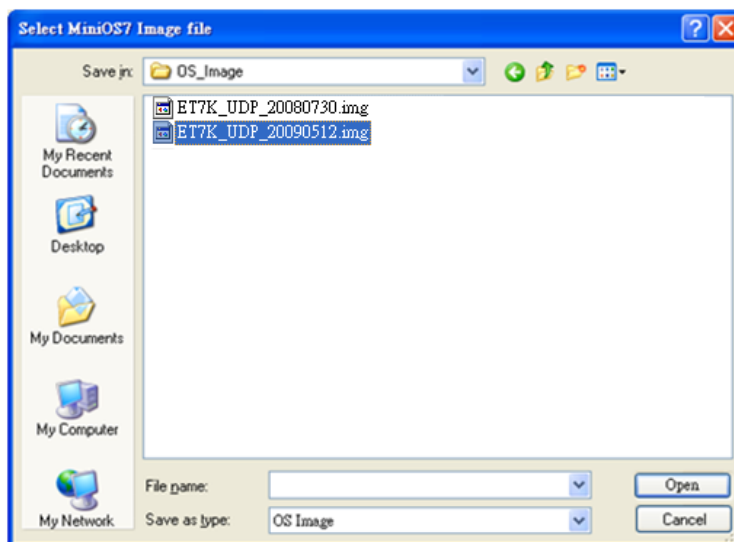 Select MiniOS7 Image file
Save in: OS_Image
ET7K_UDP_20080730.img
ET7K_UDP_20090512.img
My Recent
Documents
Desktop
My Documents
My Computer
My Network
File name:
Open
Save as type: OS Image
Cancel